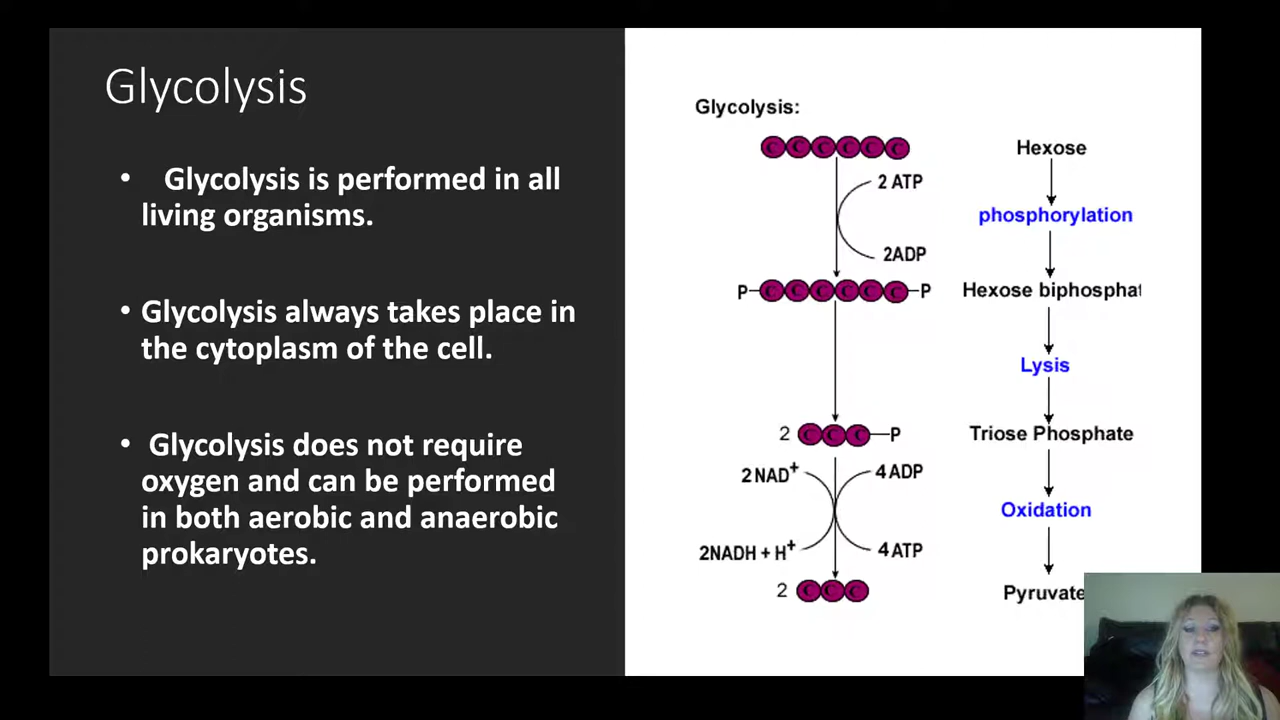 Glycolysis
• Glycolysis is performed in all
living organisms.
• Glycolysis always takes place in
the cytoplasm of the cell.
• Glycolysis does not require
oxygen and can be performed
in both aerobic and anaerobic
prokaryotes.
Glycolysis:
C C C C C C
2 ATP
2ADP
P C C C C C C P
2 C C C P
2 NAD+
4 ADP
2NADH + H+
4 ATP
2 C C C
Hexose
phosphorylation
Hexose biphosphat
Lysis
Triose Phosphate
Oxidation
Pyruvate